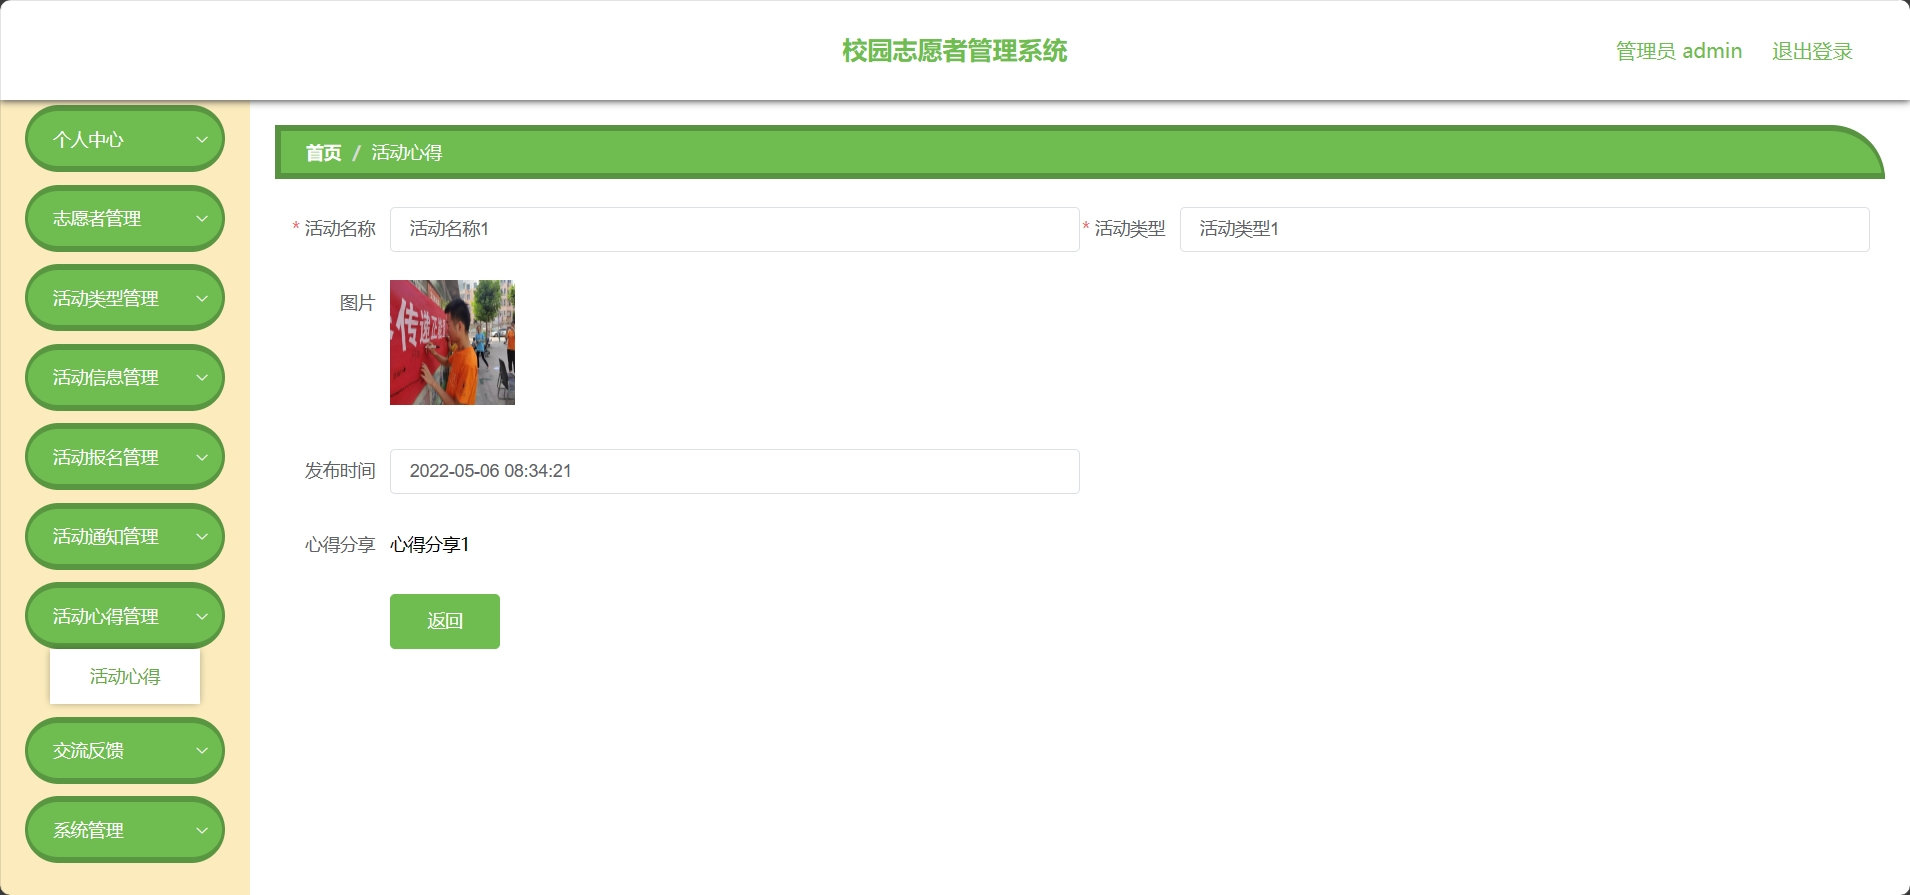 校园志愿者管理系统
管理员 admin 退出登录
个人中心
志愿者管理
活动类型管理
活动信息管理
活动报名管理
活动通知管理
活动心得管理
活动心得
交流反馈
系统管理
首页 / 活动心得
* 活动名称 活动名称1 * 活动类型 活动类型1
图片
传递正
发布时间 2022-05-06 08:34:21
心得分享 心得分享1
返回